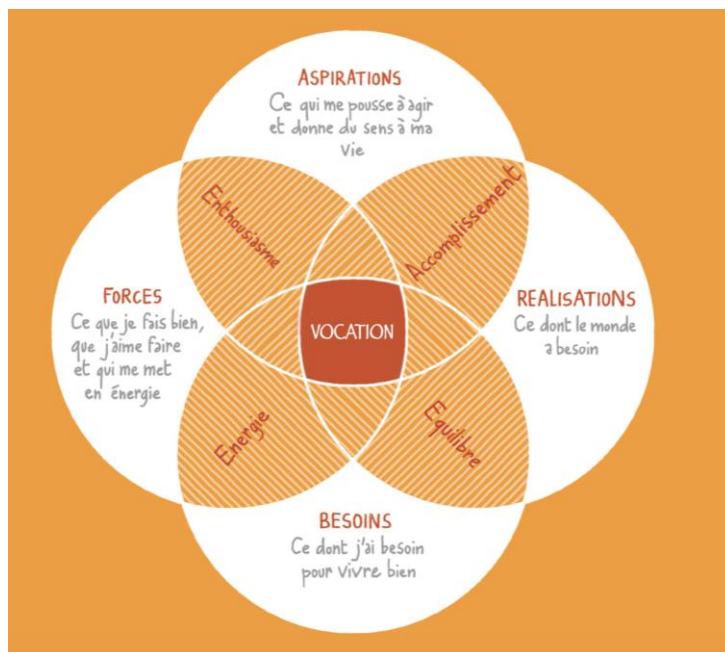 ASPIRATIONS
Ce qui me pousse à agir
et donne du sens à ma
vie
Enthousiasme
Accomplissement
FORCES
Ce que je fais bien,
que j'aime faire
et qui me met
en énergie
VOCATION
REALISATIONS
Ce dont le monde
a besoin
Energie
Equilibre
BESOINS
Ce dont j'ai besoin
pour vivre bien